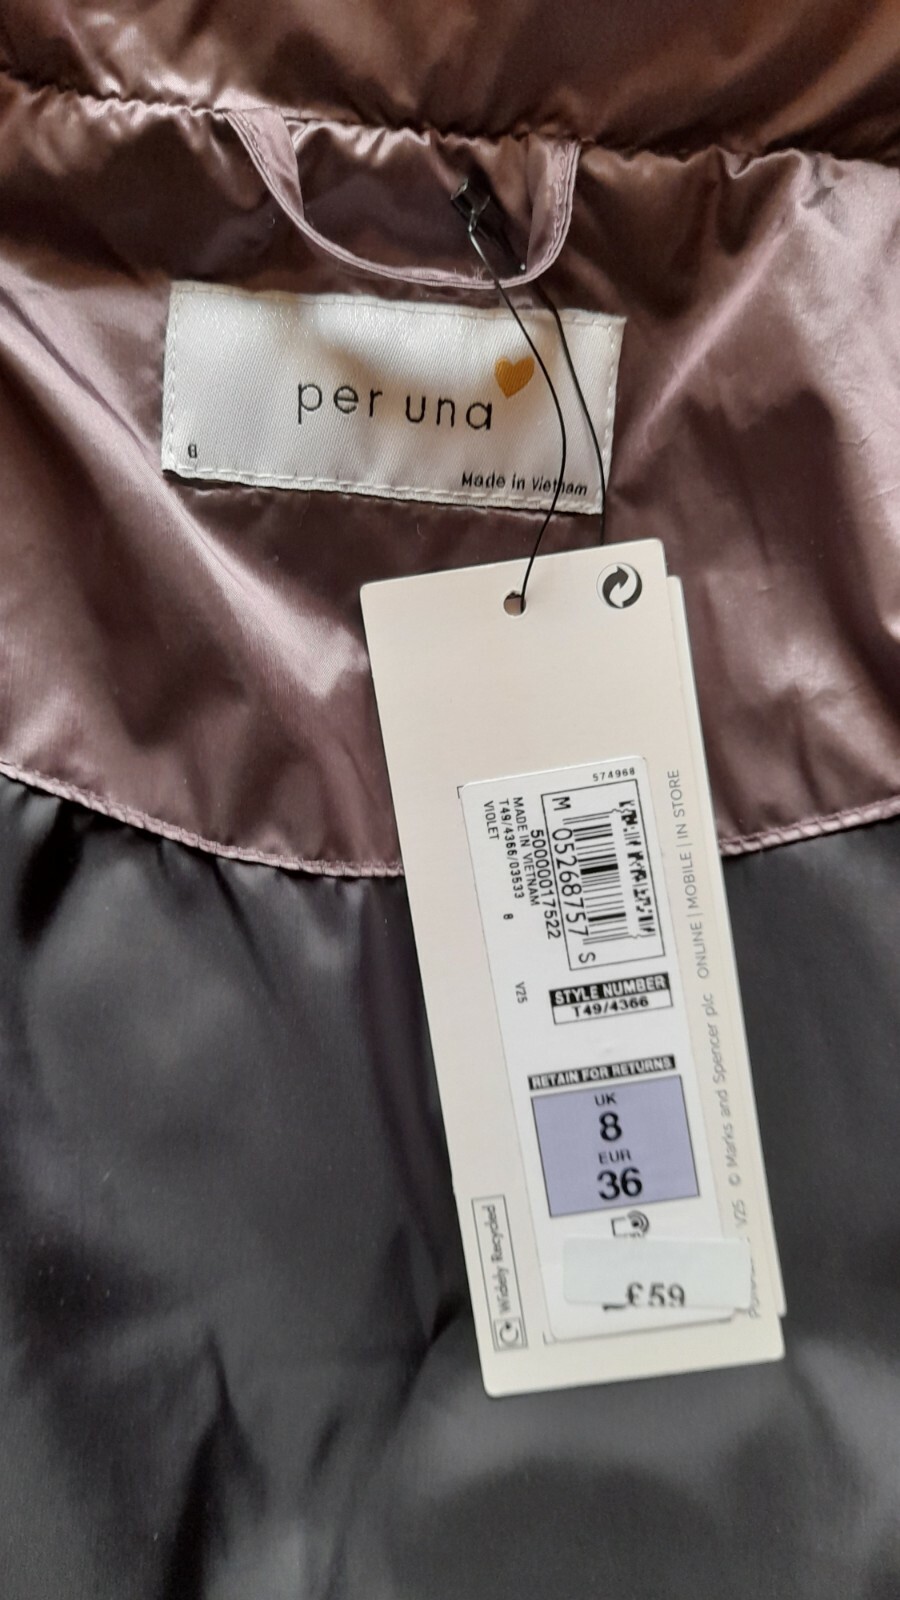 per una
8
Made in Vietnam
574968
M 05268757 S
50000017522
MADE IN VIETNAM
T49/4366/03533 8
VIOLET V25
STYLE NUMBER
T49/4366
RETAIN FOR RETURNS
UK
8
EUR
36
£59
Widely Recycled
V25 © Marks and Spencer plc ONLINE | MOBILE | IN STORE